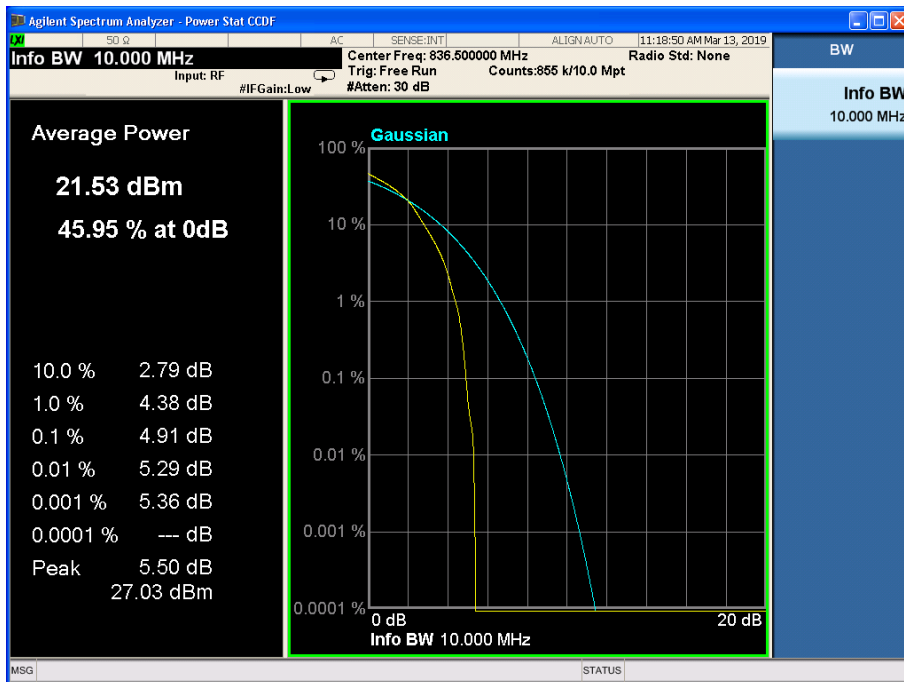 Agilent Spectrum Analyzer - Power Stat CCDF
LXI 50 Ω AC SENSE:INT ALIGN AUTO 11:18:50 AM Mar 13, 2019
Info BW 10.000 MHz
Input: RF
#IFGain:Low
Center Freq: 836.500000 MHz
Trig: Free Run
#Atten: 30 dB
Counts:855 k/10.0 Mpt
Radio Std: None
BW
Info BW
10.000 MHz
Average Power
21.53 dBm
45.95 % at 0dB
10.0 % 2.79 dB
1.0 % 4.38 dB
0.1 % 4.91 dB
0.01 % 5.29 dB
0.001 % 5.36 dB
0.0001 % --- dB
Peak 5.50 dB
27.03 dBm
Gaussian
100 %
10 %
1 %
0.1 %
0.01 %
0.001 %
0.0001 %
0 dB 20 dB
Info BW 10.000 MHz
MSG STATUS